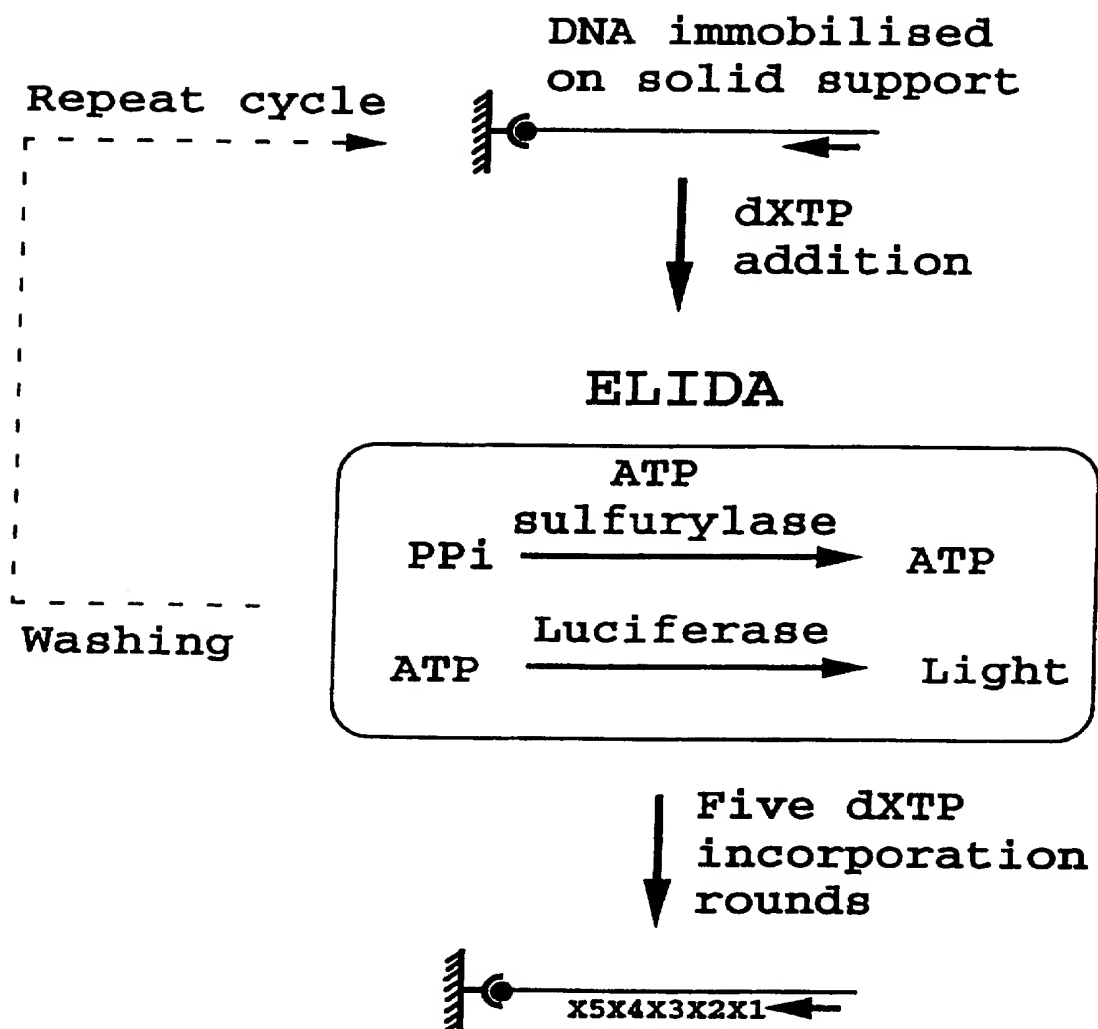 DNA immobilised
on solid support
Repeat cycle
dXTP
addition
ELIDA
ATP
sulfurylase
PPi
ATP
Luciferase
ATP
Light
Washing
Five dXTP
incorporation
rounds
X5X4X3X2X1